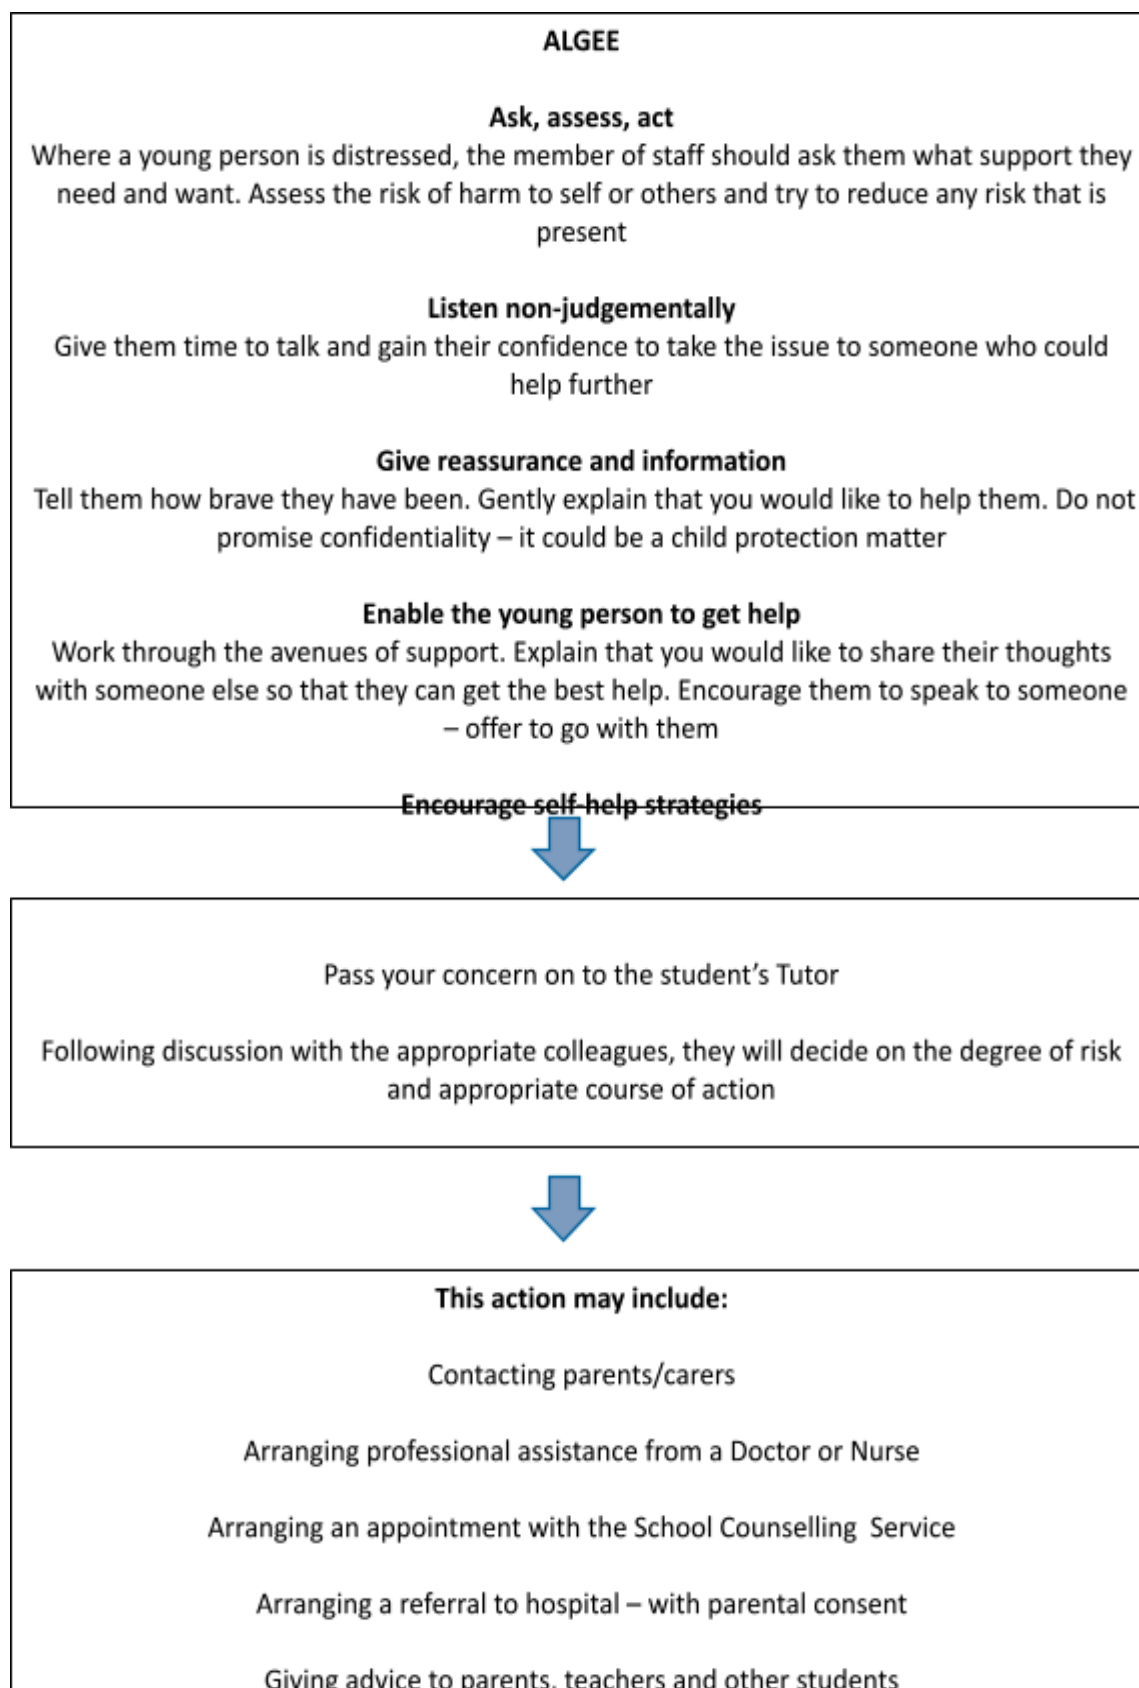 ALGEE
Ask, assess, act
Where a young person is distressed, the member of staff should ask them what support they
need and want. Assess the risk of harm to self or others and try to reduce any risk that is
present
Listen non-judgementally
Give them time to talk and gain their confidence to take the issue to someone who could
help further
Give reassurance and information
Tell them how brave they have been. Gently explain that you would like to help them. Do not
promise confidentiality – it could be a child protection matter
Enable the young person to get help
Work through the avenues of support. Explain that you would like to share their thoughts
with someone else so that they can get the best help. Encourage them to speak to someone
– offer to go with them
Encourage self-help strategies
Pass your concern on to the student’s Tutor
Following discussion with the appropriate colleagues, they will decide on the degree of risk
and appropriate course of action
This action may include:
Contacting parents/carers
Arranging professional assistance from a Doctor or Nurse
Arranging an appointment with the School Counselling  Service
Arranging a referral to hospital – with parental consent
Giving advice to parents, teachers and other students